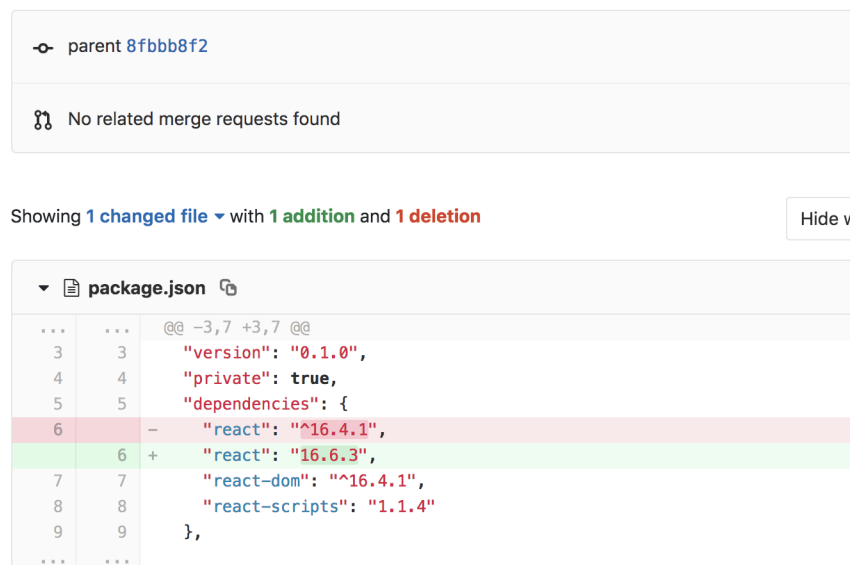 parent 8fbbb8f2
No related merge requests found
Showing 1 changed file with 1 addition and 1 deletion
Hide
package.json
... ... @@ -3,7 +3,7 @@
3 3 "version": "0.1.0",
4 4 "private": true,
5 5 "dependencies": {
6 - "react": "^16.4.1",
6 + "react": "16.6.3",
7 7 "react-dom": "^16.4.1",
8 8 "react-scripts": "1.1.4"
9 9 },
... ...